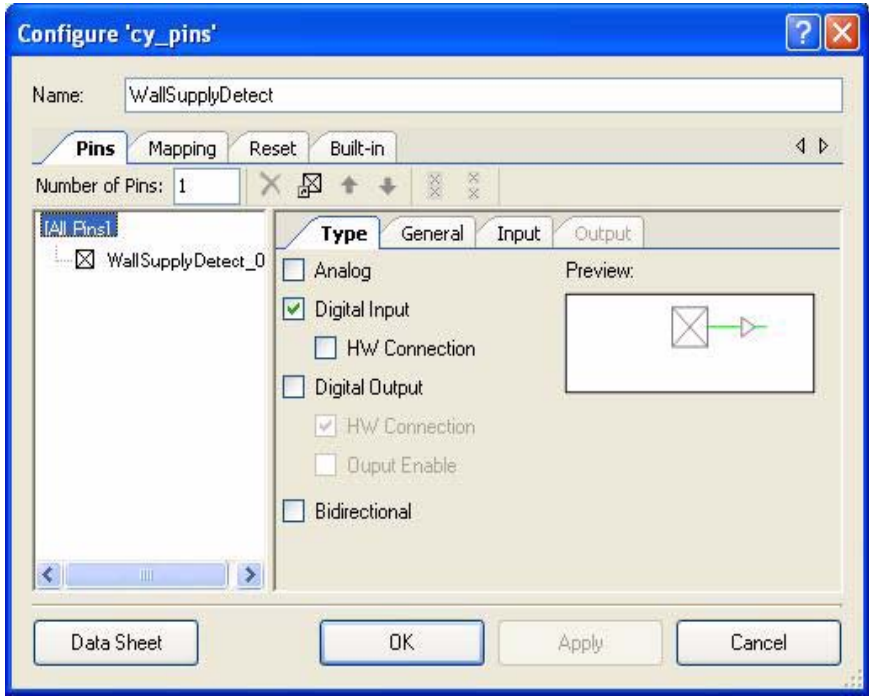 Configure 'cy_pins'
Name: WallSupplyDetect
Pins Mapping Reset Built-in
Number of Pins: 1
[All Pins]
WallSupplyDetect_0
Type General Input Output
Analog
Preview:
Digital Input
HW Connection
Digital Output
HW Connection
Ouput Enable
Bidirectional
Data Sheet OK Apply Cancel